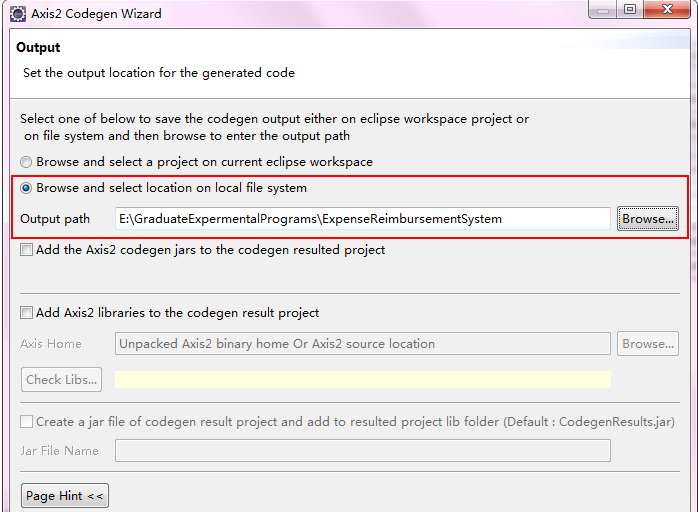 Axis2 Codegen Wizard
Output
Set the output location for the generated code
Select one of below to save the codegen output either on eclipse workspace project or
on file system and then browse to enter the output path
Browse and select a project on current eclipse workspace
Browse and select location on local file system
Output path E:\GraduateExpermentalPrograms\ExpenseReimbursementSystem Browse...
Add the Axis2 codegen jars to the codegen resulted project
Add Axis2 libraries to the codegen result project
Axis Home Unpacked Axis2 binary home Or Axis2 source location Browse...
Check Libs...
Create a jar file of codegen result project and add to resulted project lib folder (Default : CodegenResults.jar)
Jar File Name
Page Hint <<